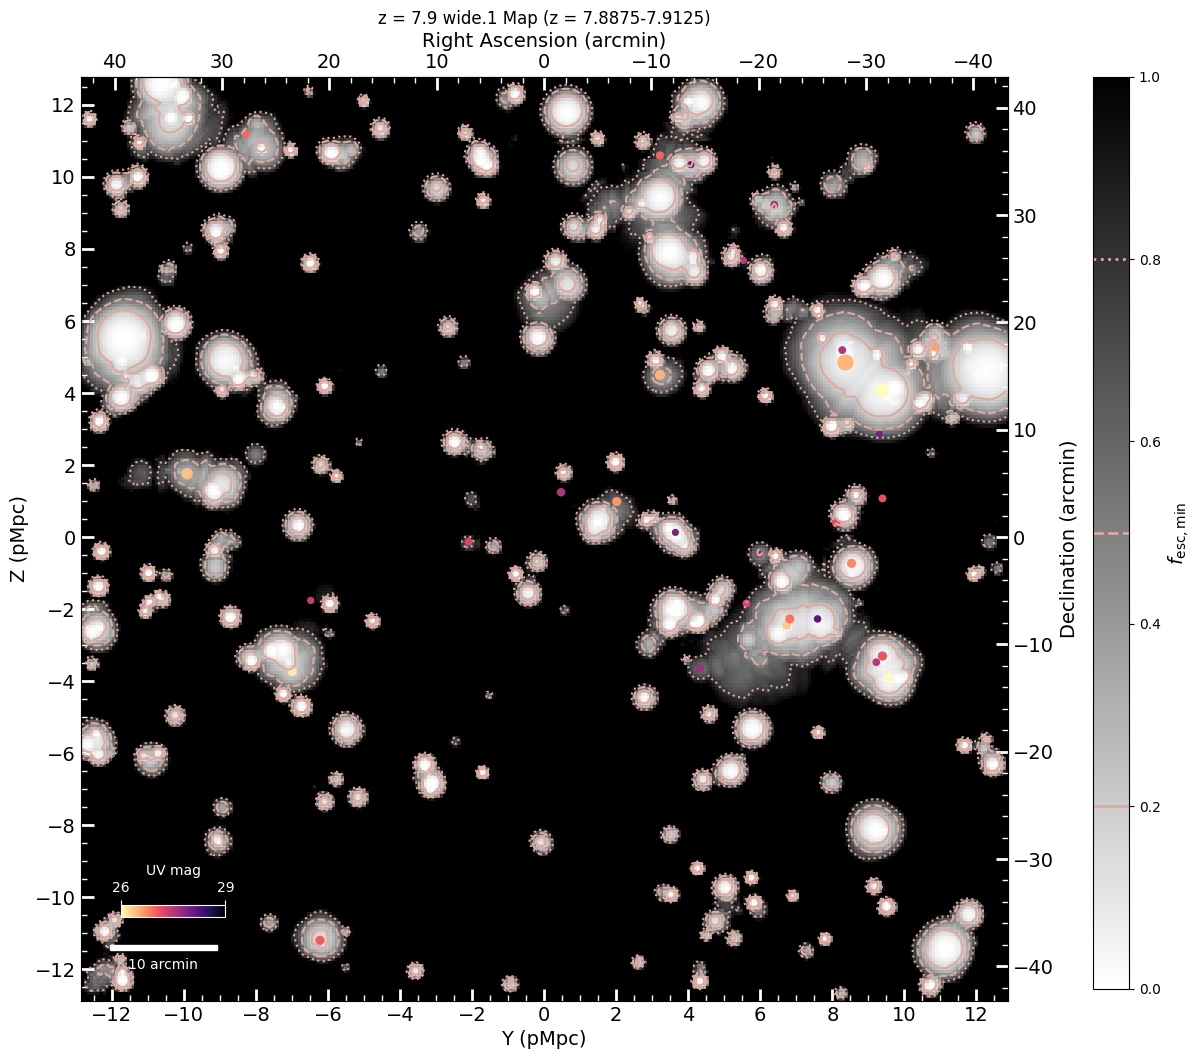 z = 7.9 wide.1 Map (z = 7.8875-7.9125)
Right Ascension (arcmin)
40 30 20 10 0 −10 −20 −30 −40
12
10
8
6
4
2
0
−2
−4
−6
−8
−10
−12
Z (pMpc)
40
30
20
10
0
−10
−20
−30
−40
Declination (arcmin)
1.0
0.8
0.6
0.4
0.2
0.0
fesc,min
UV mag
26 29
10 arcmin
−12 −10 −8 −6 −4 −2 0 2 4 6 8 10 12
Y (pMpc)